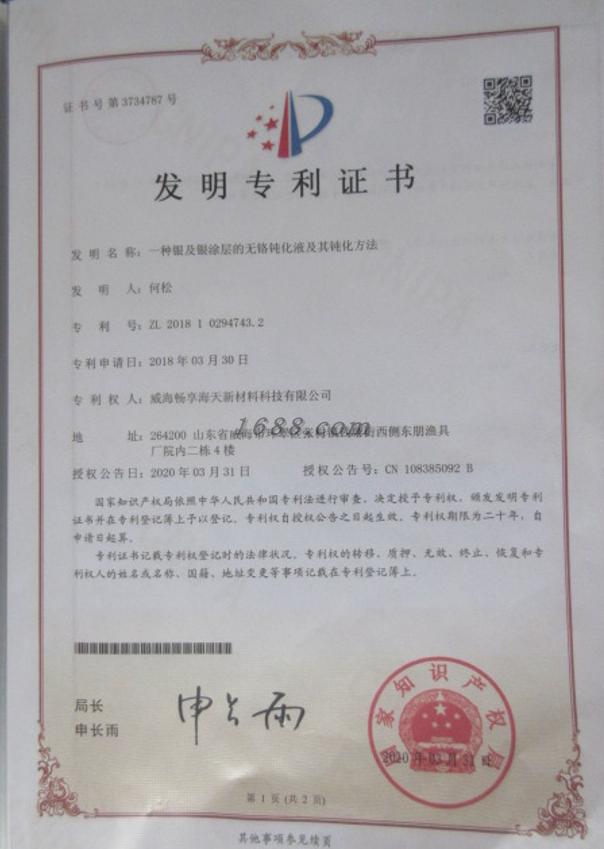 证书号第3734787号
发明专利证书
发明名称：一种银及银涂层的无铬钝化液及其钝化方法
发明人：何松
专利号：ZL 2018 1 0294743.2
专利申请日：2018年03月30日
专利权人：威海畅享海天新材料科技有限公司
1688.com
地址：264200 山东省威海市环翠区张村镇 街西侧东朋渔具
厂院内二栋4楼
授权公告日：2020年03月31日 授权公告号：CN 108385092 B
国家知识产权局依照中华人民共和国专利法进行审查，决定授予专利权，颁发发明专利
证书并在专利登记簿上予以登记。专利权自授权公告之日起生效。专利权期限为二十年，自
申请日起算。
专利证书记载专利权登记时的法律状况。专利权的转移、质押、无效、终止、恢复和专
利权人的姓名或名称、国籍、地址变更等事项记载在专利登记簿上。
局长
申长雨
申长雨
国家知识产权局
2020年03月31日
第1页(共2页)
其他事项参见续页